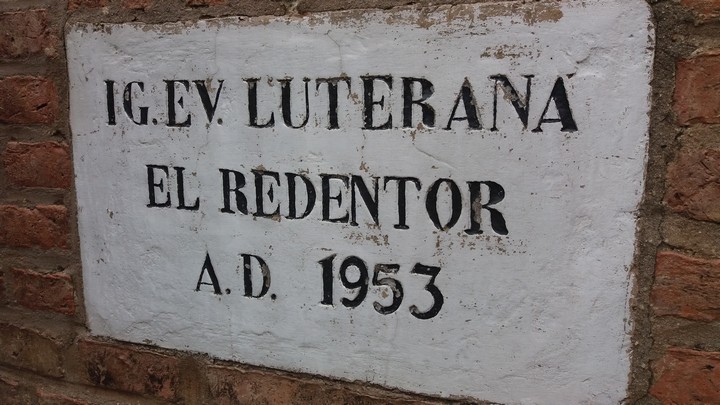 IG.EV. LUTERANA
EL REDENTOR
A.D. 1953